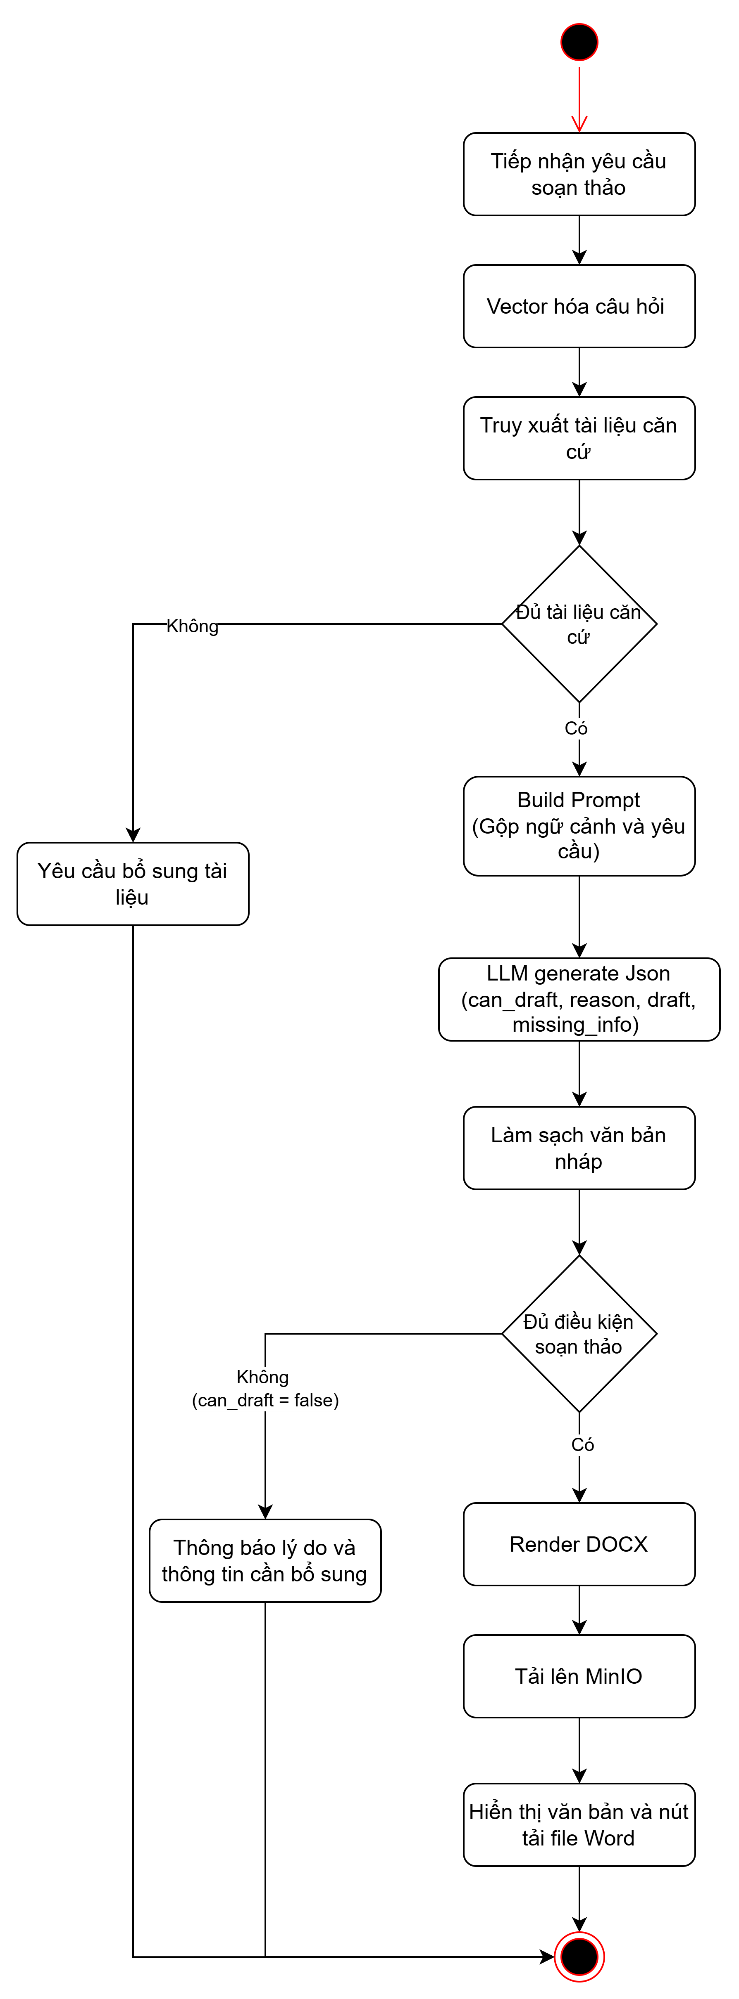 Tiếp nhận yêu cầu
soạn thảo
Vector hóa câu hỏi
Truy xuất tài liệu căn
cứ
Đủ tài liệu căn
cứ
Không
Có
Build Prompt
(Gộp ngữ cảnh và yêu
cầu)
Yêu cầu bổ sung tài
liệu
LLM generate Json
(can_draft, reason, draft,
missing_info)
Làm sạch văn bản
nháp
Đủ điều kiện
soạn thảo
Không
(can_draft = false)
Có
Thông báo lý do và
thông tin cần bổ sung
Render DOCX
Tải lên MinIO
Hiển thị văn bản và nút
tải file Word